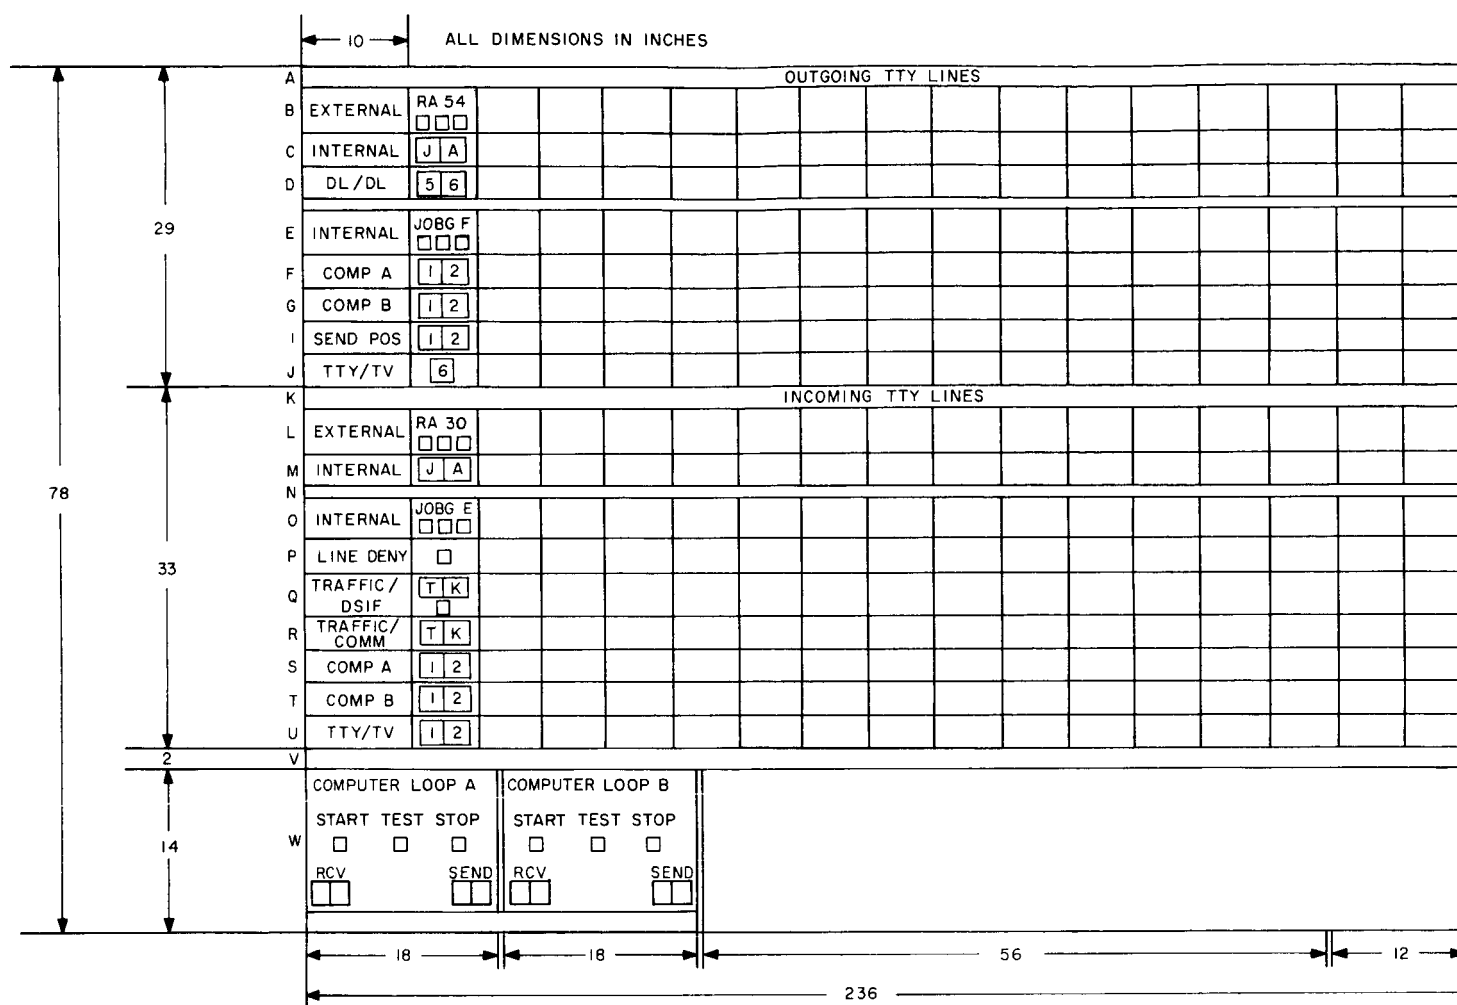 10 ALL DIMENSIONS IN INCHES
A OUTGOING TTY LINES
B EXTERNAL RA 54
C INTERNAL J A
D DL/DL 5 6
29
E INTERNAL JOBG F
F COMP A 1 2
G COMP B 1 2
I SEND POS 1 2
J TTY/TV 6
K INCOMING TTY LINES
L EXTERNAL RA 30
M INTERNAL J A
78
N
O INTERNAL JOBG E
P LINE DENY
33
Q TRAFFIC/ T K
DSIF
R TRAFFIC/ T K
COMM
S COMP A 1 2
T COMP B 1 2
U TTY/TV 1 2
2 V
COMPUTER LOOP A COMPUTER LOOP B
START TEST STOP START TEST STOP
W
14
RCV SEND RCV SEND
18 18 56 12
236